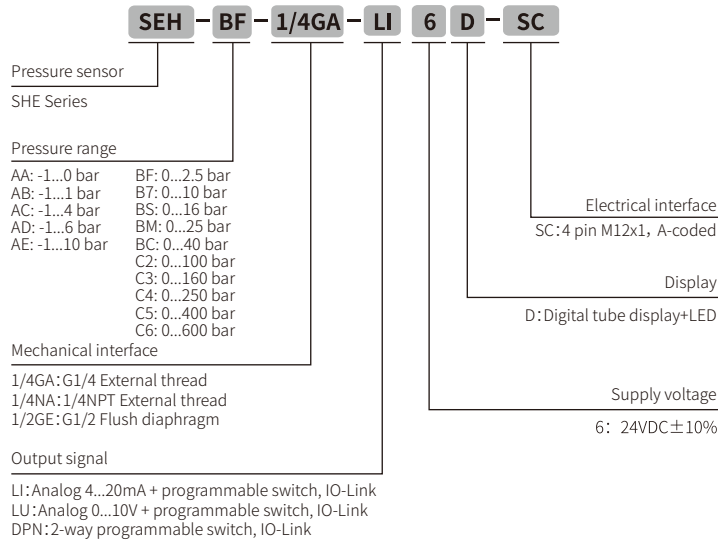 SEH-BF-1/4GA-LI 6 D-SC
Pressure sensor
SHE Series
Pressure range
AA: -1...0 bar
AB: -1...1 bar
AC: -1...4 bar
AD: -1...6 bar
AE: -1...10 bar
BF: 0...2.5 bar
B7: 0...10 bar
BS: 0...16 bar
BM: 0...25 bar
BC: 0...40 bar
C2: 0...100 bar
C3: 0...160 bar
C4: 0...250 bar
C5: 0...400 bar
C6: 0...600 bar
Mechanical interface
1/4GA:G1/4 External thread
1/4NA:1/4NPT External thread
1/2GE:G1/2 Flush diaphragm
Output signal
LI:Analog 4...20mA + programmable switch, IO-Link
LU:Analog 0...10V + programmable switch, IO-Link
DPN:2-way programmable switch, IO-Link
Electrical interface
SC:4 pin M12x1, A-coded
Display
D:Digital tube display+LED
Supply voltage
6: 24VDC±10%